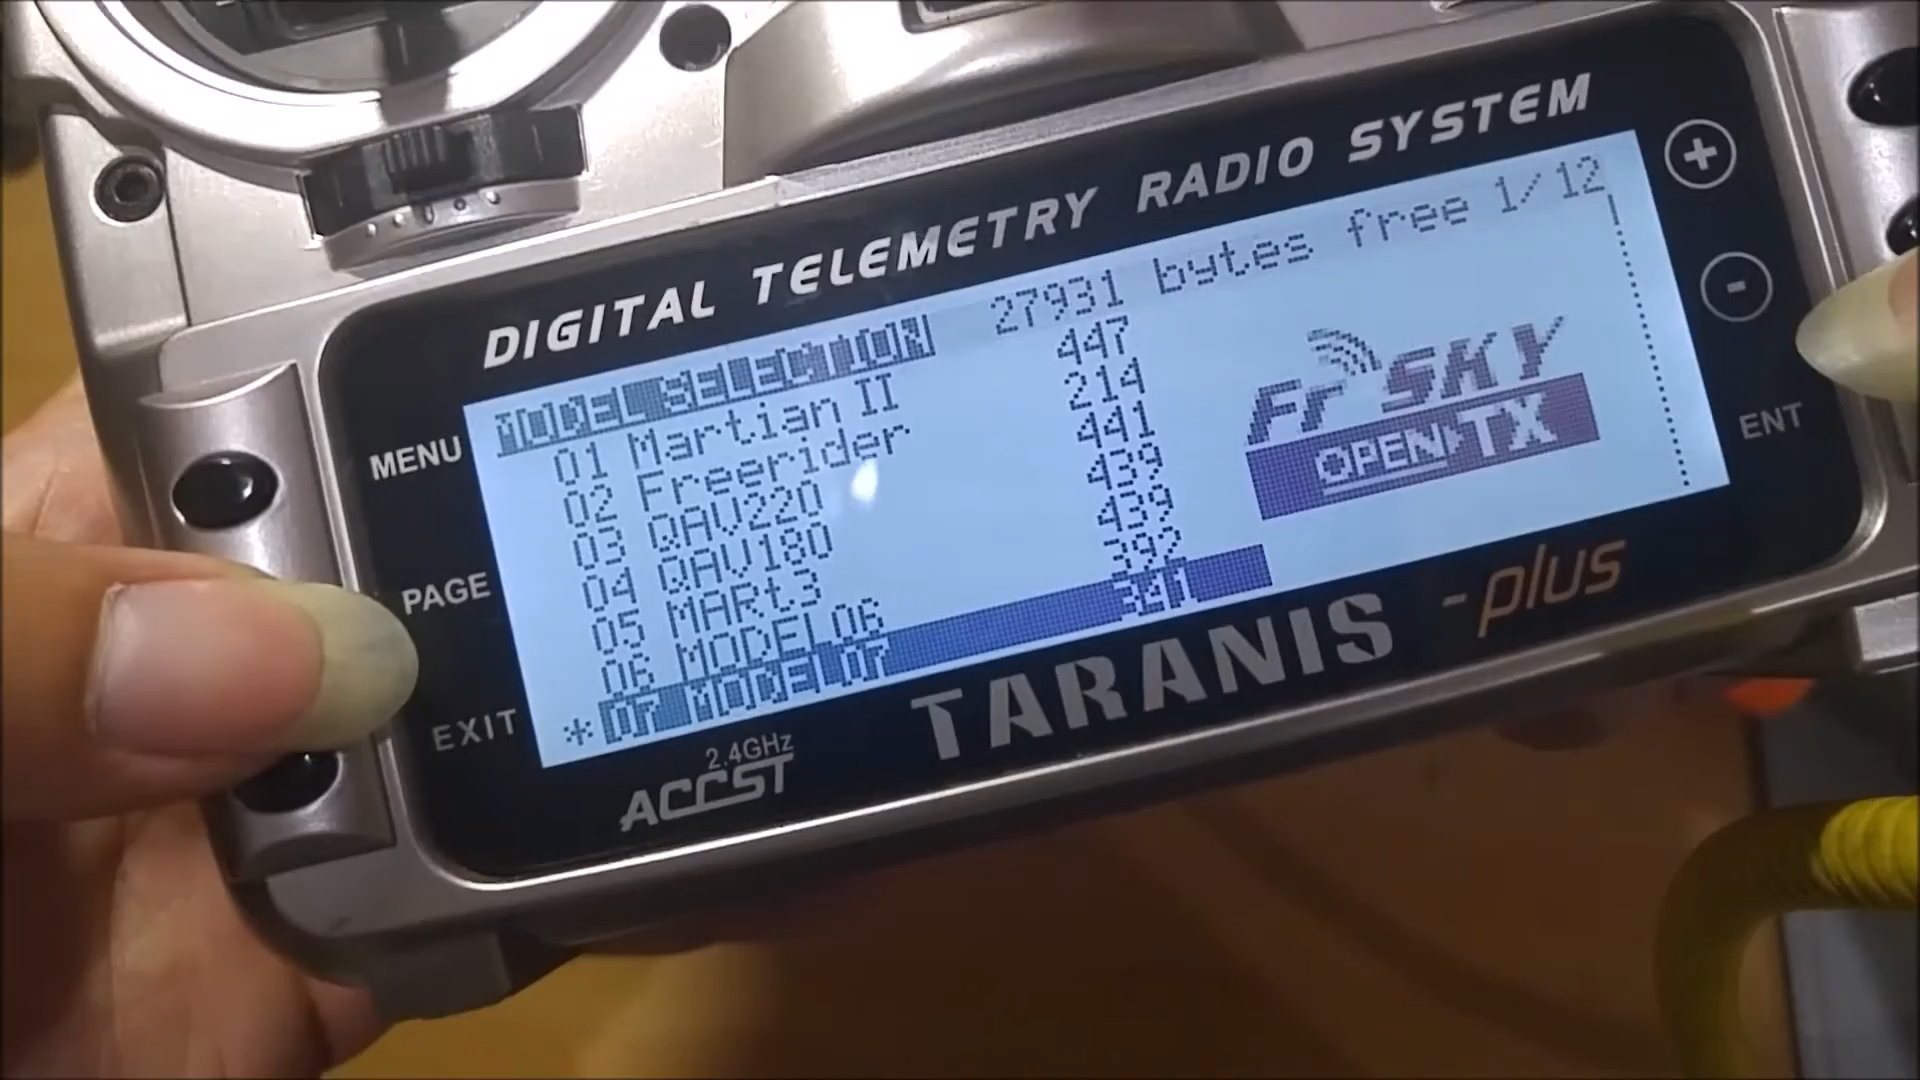 DIGITAL TELEMETRY RADIO SYSTEM
MODEL SELECTION 27931 bytes free 1/12
01 Martian II 447
02 Freerider 214
03 QAV220 441
04 QAV180 439
05 MARt3 439
06 MODEL06 392
*07 MODEL07 341
FrSKY
OPEN TX
MENU
PAGE
EXIT
+
-
ENT
2.4GHz
ACCST
TARANIS -plus